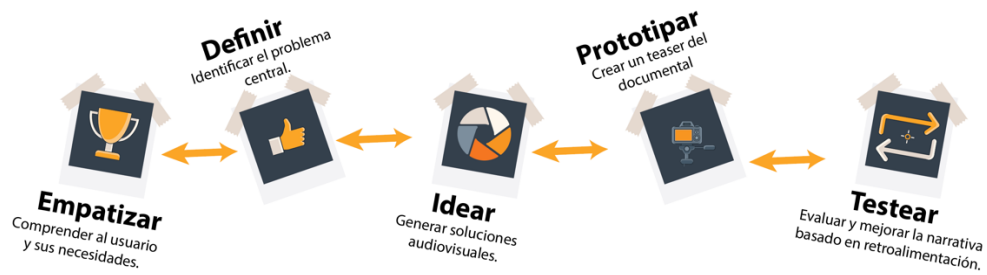 Empatizar
Comprender al usuario
y sus necesidades.
Definir
Identificar el problema
central.
Idear
Generar soluciones
audiovisuales.
Prototipar
Crear un teaser del
documental
Testear
Evaluar y mejorar la narrativa
basado en retroalimentación.